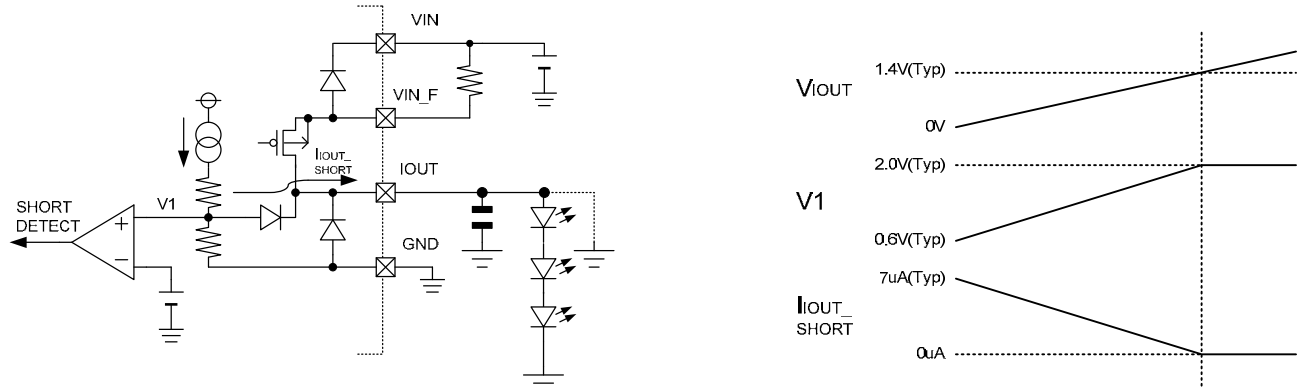 VIN
VIN_F
IIOUT_
SHORT
IOUT
SHORT
DETECT
V1
+
−
GND
VIOUT
1.4V(Typ)
0V
2.0V(Typ)
V1
0.6V(Typ)
7uA(Typ)
IIOUT_
SHORT
0uA